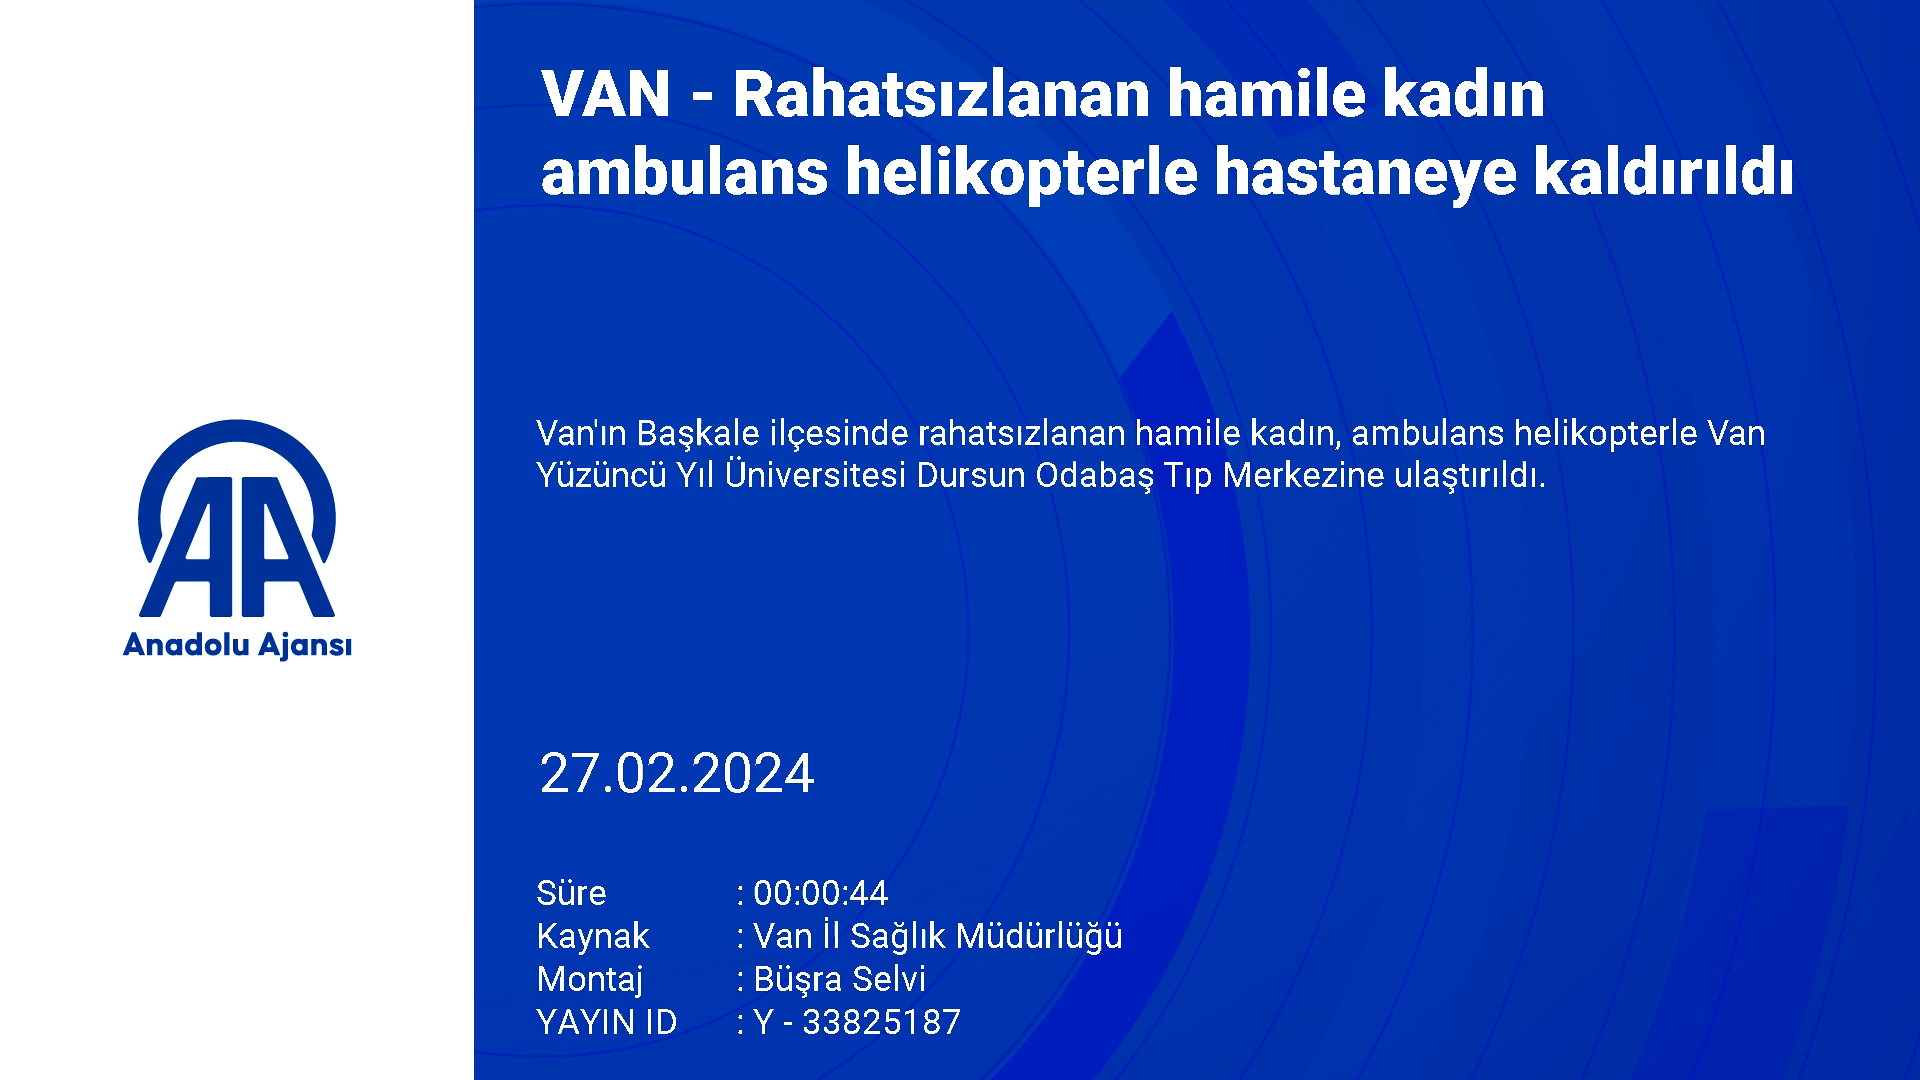 VAN - Rahatsızlanan hamile kadın
ambulans helikopterle hastaneye kaldırıldı
Van'ın Başkale ilçesinde rahatsızlanan hamile kadın, ambulans helikopterle Van
Yüzüncü Yıl Üniversitesi Dursun Odabaş Tıp Merkezine ulaştırıldı.
AA
Anadolu Ajansı
27.02.2024
Süre : 00:00:44
Kaynak : Van İl Sağlık Müdürlüğü
Montaj : Büşra Selvi
YAYIN ID : Y - 33825187